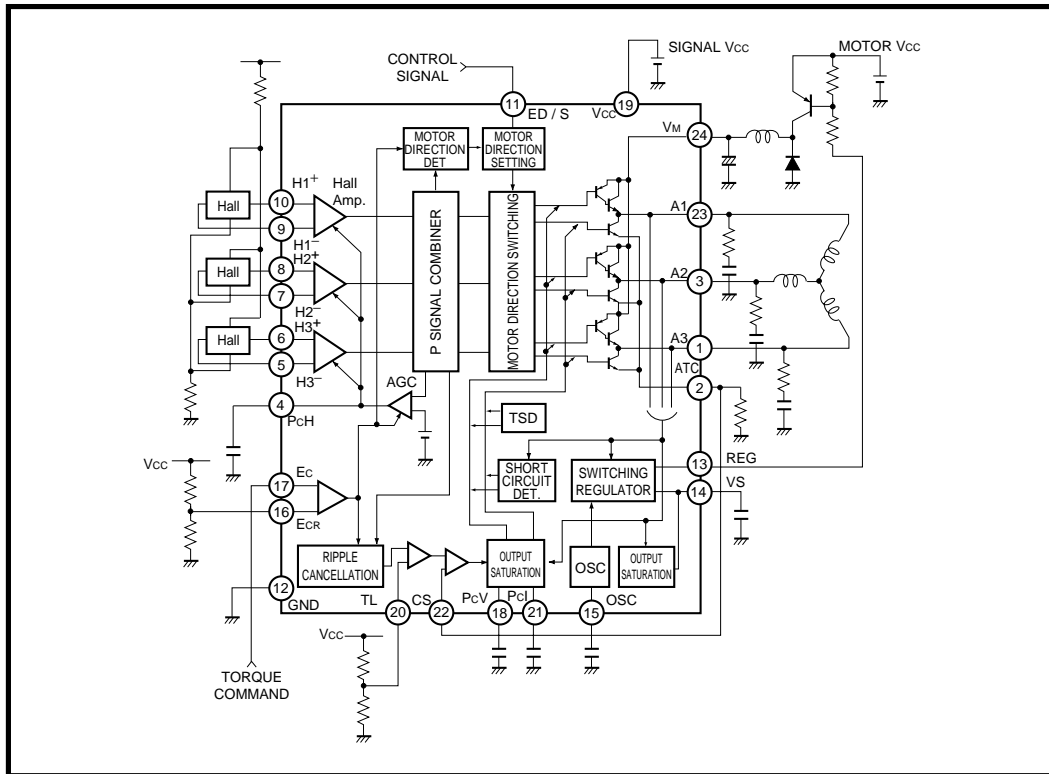 CONTROL
SIGNAL
SIGNAL VCC
MOTOR VCC
11
ED / S
19
VCC
VM
24
MOTOR
DIRECTION
DET
MOTOR
DIRECTION
SETTING
Hall
10
H1+
Hall
Amp.
9
H1−
A1
23
Hall
8
H2+
7
H2−
P SIGNAL COMBINER
MOTOR DIRECTION SWITCHING
A2
3
Hall
6
H3+
5
H3−
A3
1
ATC
2
4
PCH
AGC
TSD
VCC
17
EC
16
ECR
SHORT
CIRCUIT
DET.
SWITCHING
REGULATOR
13
REG
14
VS
RIPPLE
CANCELLATION
OUTPUT
SATURATION
OSC
OUTPUT
SATURATION
12
GND
TL
20
CS
22
PCV
18
PCI
21
15
OSC
VCC
TORQUE
COMMAND